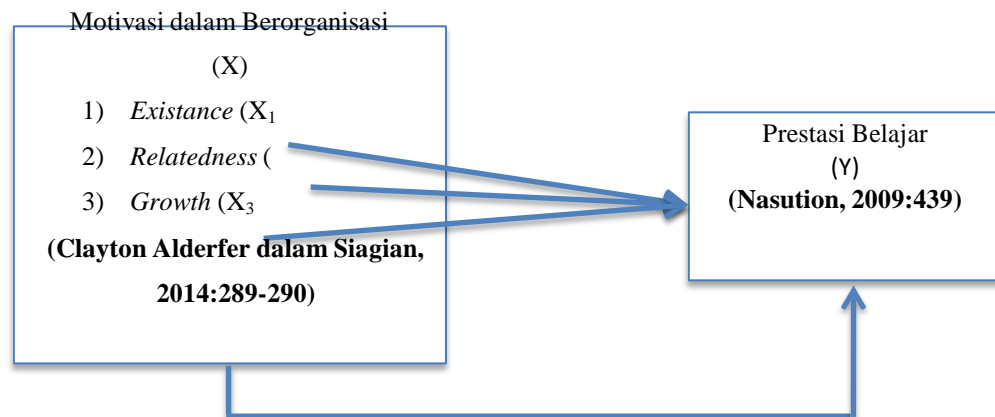 Motivasi dalam Berorganisasi
(X)
1) Existance (X1
2) Relatedness (
3) Growth (X3
(Clayton Alderfer dalam Siagian,
2014:289-290)
Prestasi Belajar
(Y)
(Nasution, 2009:439)